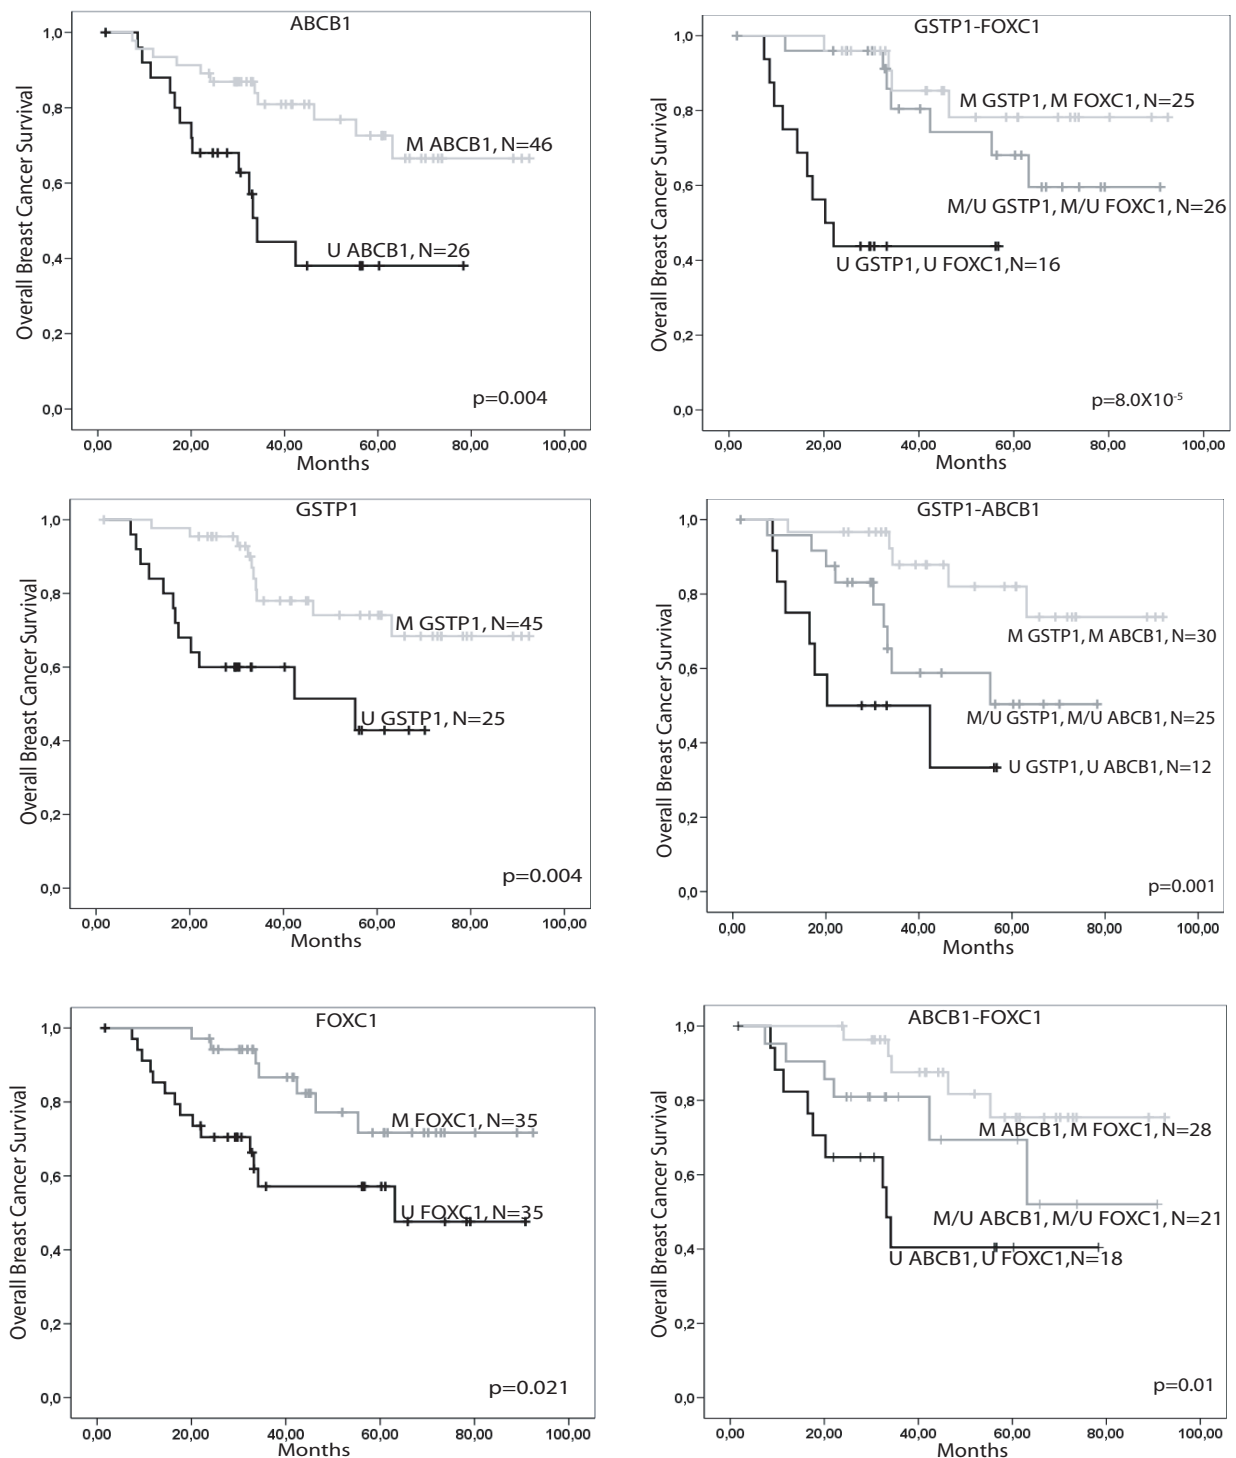 ABCB1
Overall Breast Cancer Survival
1,0
0,8
0,6
0,4
0,2
0,0
M ABCB1, N=46
U ABCB1, N=26
p=0.004
0,00 20,00 40,00 60,00 80,00 100,00
Months
GSTP1-FOXC1
Overall Breast Cancer Survival
1,0
0,8
0,6
0,4
0,2
0,0
M GSTP1, M FOXC1, N=25
M/U GSTP1, M/U FOXC1, N=26
U GSTP1, U FOXC1,N=16
p=8.0X10⁻⁵
0,00 20,00 40,00 60,00 80,00 100,00
Months
GSTP1
Overall Breast Cancer Survival
1,0
0,8
0,6
0,4
0,2
0,0
M GSTP1, N=45
U GSTP1, N=25
p=0.004
0,00 20,00 40,00 60,00 80,00 100,00
Months
GSTP1-ABCB1
Overall Breast Cancer Survival
1,0
0,8
0,6
0,4
0,2
0,0
M GSTP1, M ABCB1, N=30
M/U GSTP1, M/U ABCB1, N=25
U GSTP1, U ABCB1, N=12
p=0.001
0,00 20,00 40,00 60,00 80,00 100,00
Months
FOXC1
Overall Breast Cancer Survival
1,0
0,8
0,6
0,4
0,2
0,0
M FOXC1, N=35
U FOXC1, N=35
p=0.021
0,00 20,00 40,00 60,00 80,00 100,00
Months
ABCB1-FOXC1
Overall Breast Cancer Survival
1,0
0,8
0,6
0,4
0,2
0,0
M ABCB1, M FOXC1, N=28
M/U ABCB1, M/U FOXC1, N=21
U ABCB1, U FOXC1,N=18
p=0.01
0,00 20,00 40,00 60,00 80,00 100,00
Months